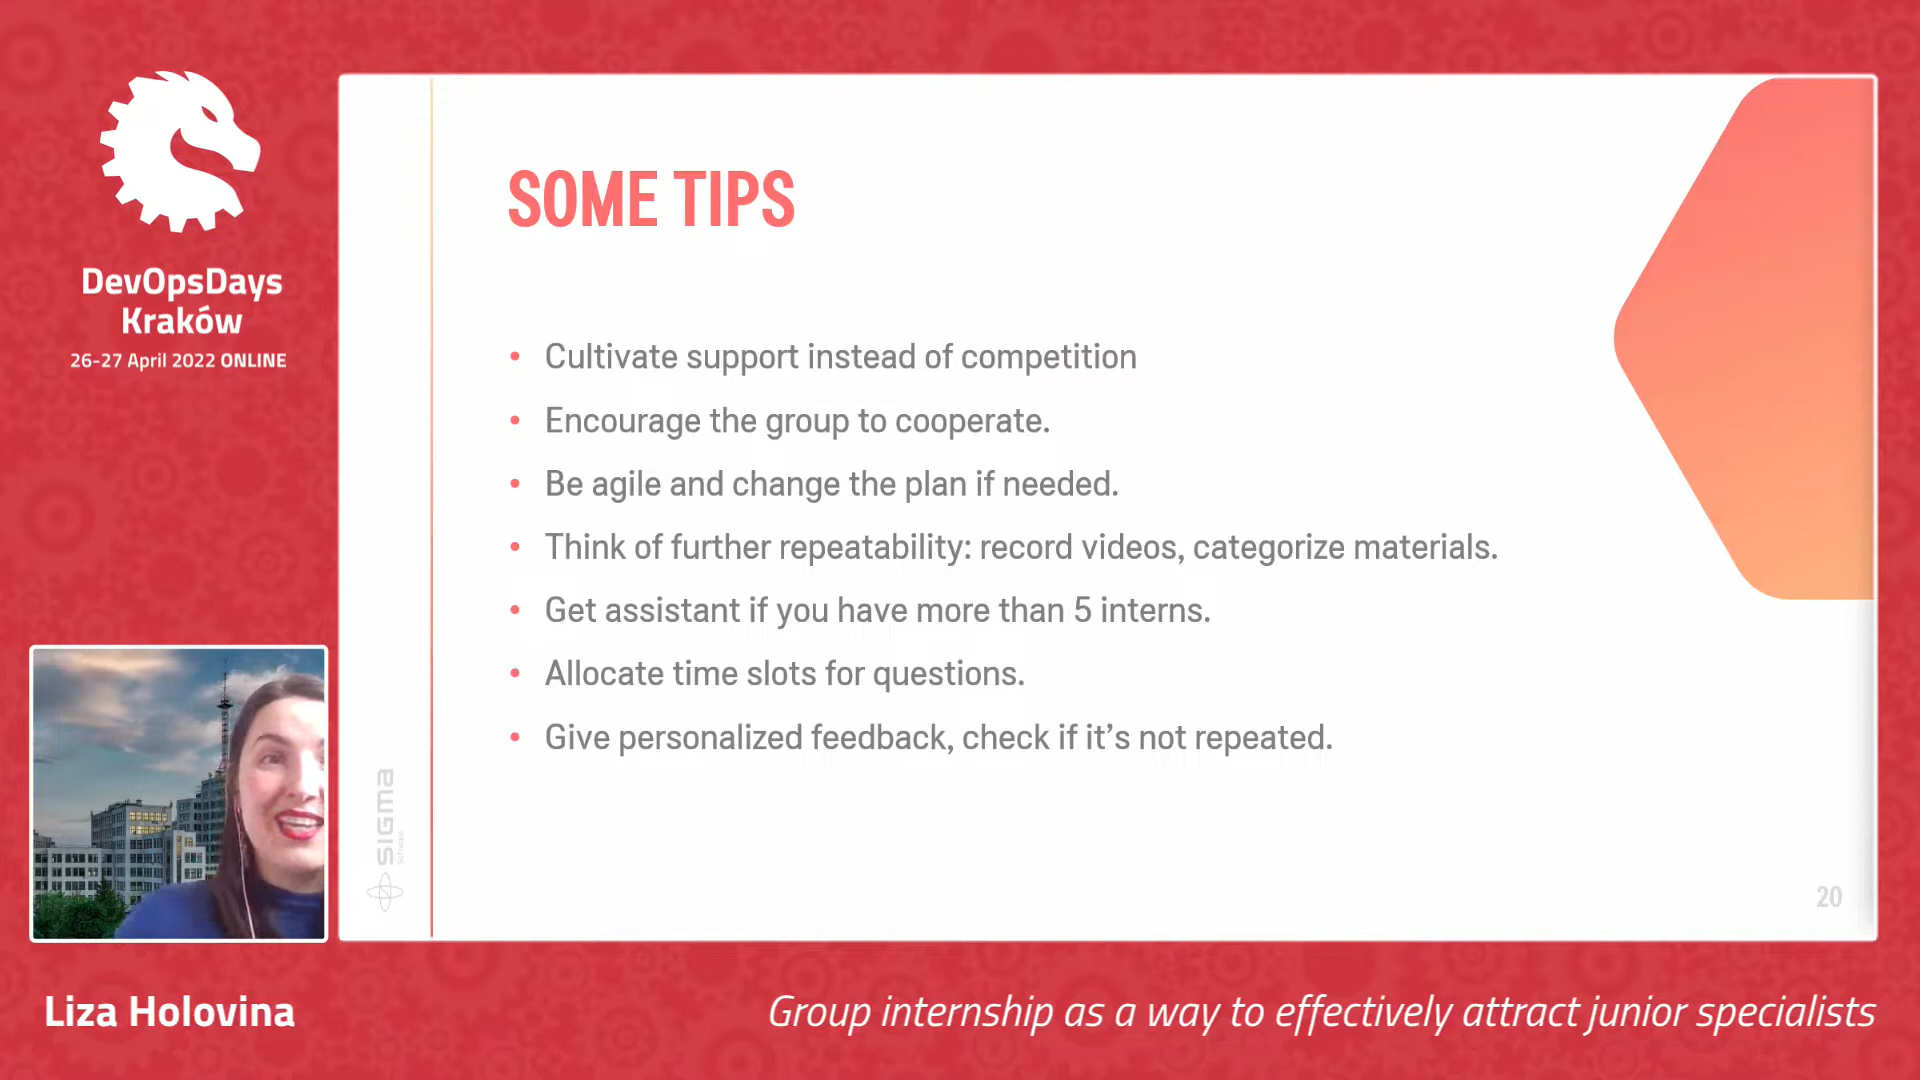 DevOpsDays
Kraków
26-27 April 2022 ONLINE
SOME TIPS
• Cultivate support instead of competition
• Encourage the group to cooperate.
• Be agile and change the plan if needed.
• Think of further repeatability: record videos, categorize materials.
• Get assistant if you have more than 5 interns.
• Allocate time slots for questions.
• Give personalized feedback, check if it's not repeated.
SIGMA
Software
20
Liza Holovina
Group internship as a way to effectively attract junior specialists